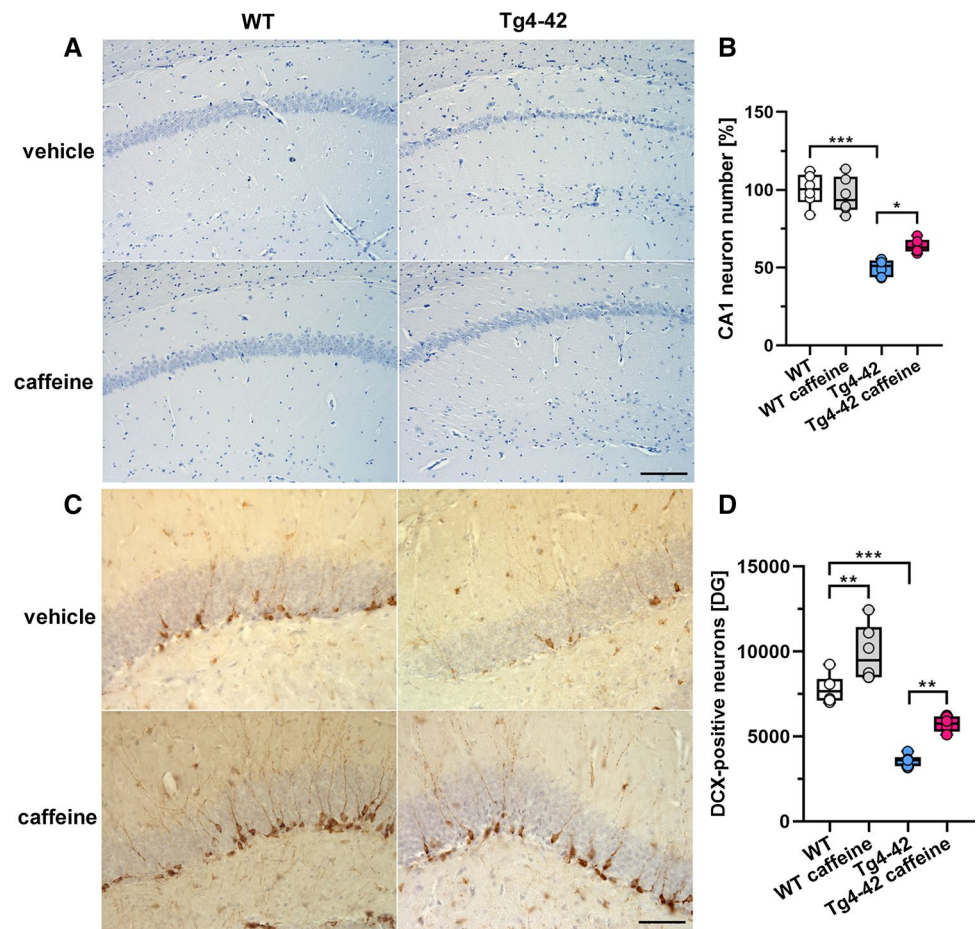 WT
Tg4-42
A
vehicle
caffeine
B
CA1 neuron number [%]
150
100
50
0
***
*
WT
WT caffeine
Tg4-42
Tg4-42 caffeine
C
vehicle
caffeine
D
DCX-positive neurons [DG]
15000
10000
5000
0
***
**
**
WT
WT caffeine
Tg4-42
Tg4-42 caffeine